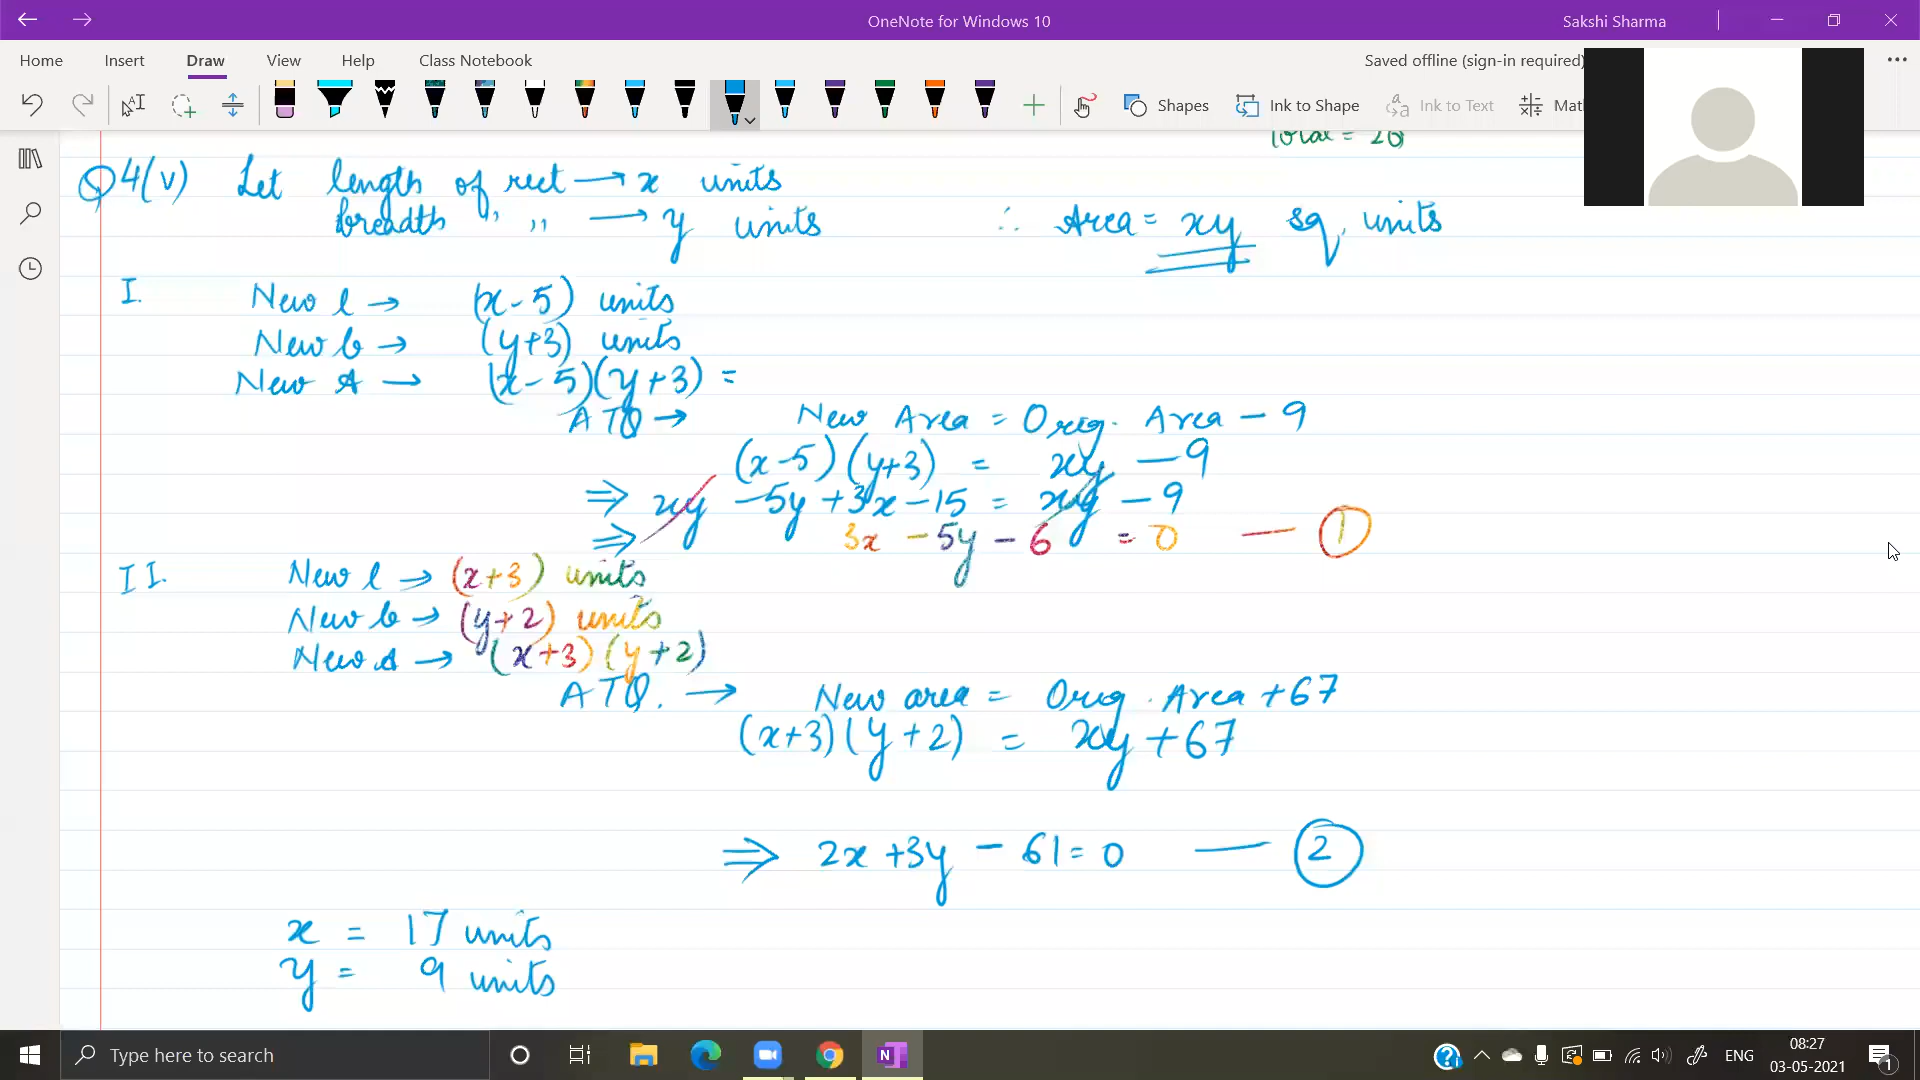 OneNote for Windows 10
Sakshi Sharma
Home Insert Draw View Help Class Notebook
Saved offline (sign-in required)
Shapes Ink to Shape Ink to Text Mat
Total = 20
Q4(v) Let length of rect → x units
breadth " " → y units ∴ Area = xy sq. units
I. New l → (x-5) units
New b → (y+3) units
New A → (x-5)(y+3) =
ATQ → New Area = Orig. Area - 9
(x-5)(y+3) = xy - 9
⇒ xy - 5y + 3x - 15 = xy - 9
⇒ 3x - 5y - 6 = 0 — 1
II. New l → (x+3) units
New b → (y+2) units
New A → (x+3)(y+2)
ATQ. → New area = Orig. Area + 67
(x+3)(y+2) = xy + 67
⇒ 2x + 3y - 61 = 0 — 2
x = 17 units
y = 9 units
Type here to search
N
ENG
08:27
03-05-2021
1